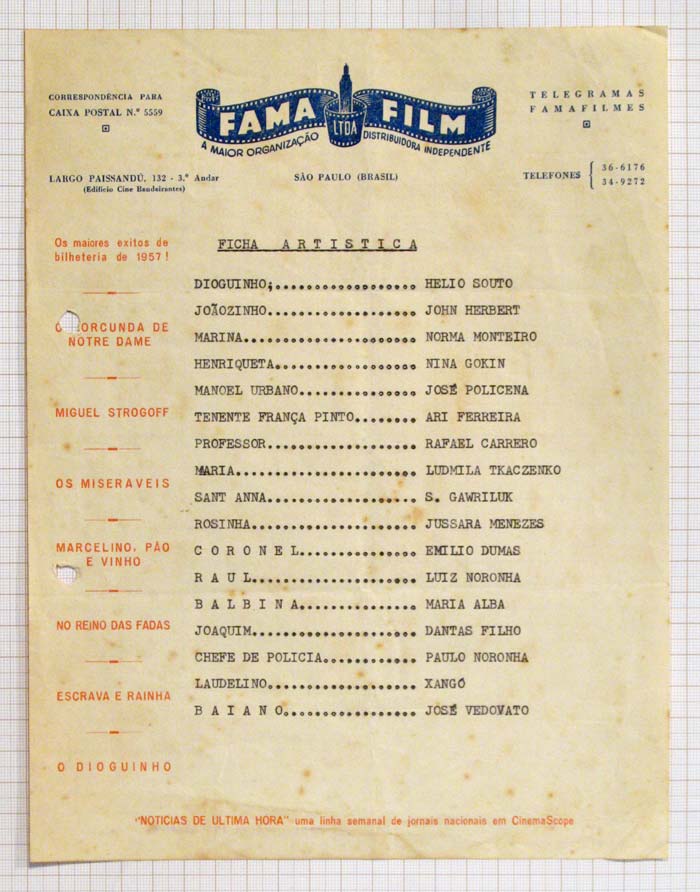 CORRESPONDÊNCIA PARA
CAIXA POSTAL N.º 5559
FAMA FILM
LTDA
A MAIOR ORGANIZAÇÃO DISTRIBUIDORA INDEPENDENTE
TELEGRAMAS
FAMAFILMES
LARGO PAISSANDÚ, 132 - 3.º Andar
(Edifício Cine Bandeirantes)
SÃO PAULO (BRASIL)
TELEFONES { 36-6176
34-9272
Os maiores exitos de
bilheteria de 1957 !
O CORCUNDA DE
NOTRE DAME
MIGUEL STROGOFF
OS MISERAVEIS
MARCELINO, PÃO
E VINHO
NO REINO DAS FADAS
ESCRAVA E RAINHA
O DIOGUINHO
FICHA ARTISTICA
DIOGUINHO;.................. HELIO SOUTO
JOÃOZINHO................... JOHN HERBERT
MARINA...................... NORMA MONTEIRO
HENRIQUETA.................. NINA GOKIN
MANOEL URBANO............... JOSÉ POLICENA
TENENTE FRANÇA PINTO........ ARI FERREIRA
PROFESSOR................... RAFAEL CARRERO
MARIA....................... LUDMILA TKACZENKO
SANT ANNA................... S. GAWRILUK
ROSINHA..................... JUSSARA MENEZES
C O R O N E L............... EMILIO DUMAS
R A U L..................... LUIZ NORONHA
B A L B I N A............... MARIA ALBA
JOAQUIM..................... DANTAS FILHO
CHEFE DE POLICIA............ PAULO NORONHA
LAUDELINO................... XANGÓ
B A I A N O................. JOSÉ VEDOVATO
"NOTICIAS DE ULTIMA HORA" uma linha semanal de jornais nacionais em CinemaScope